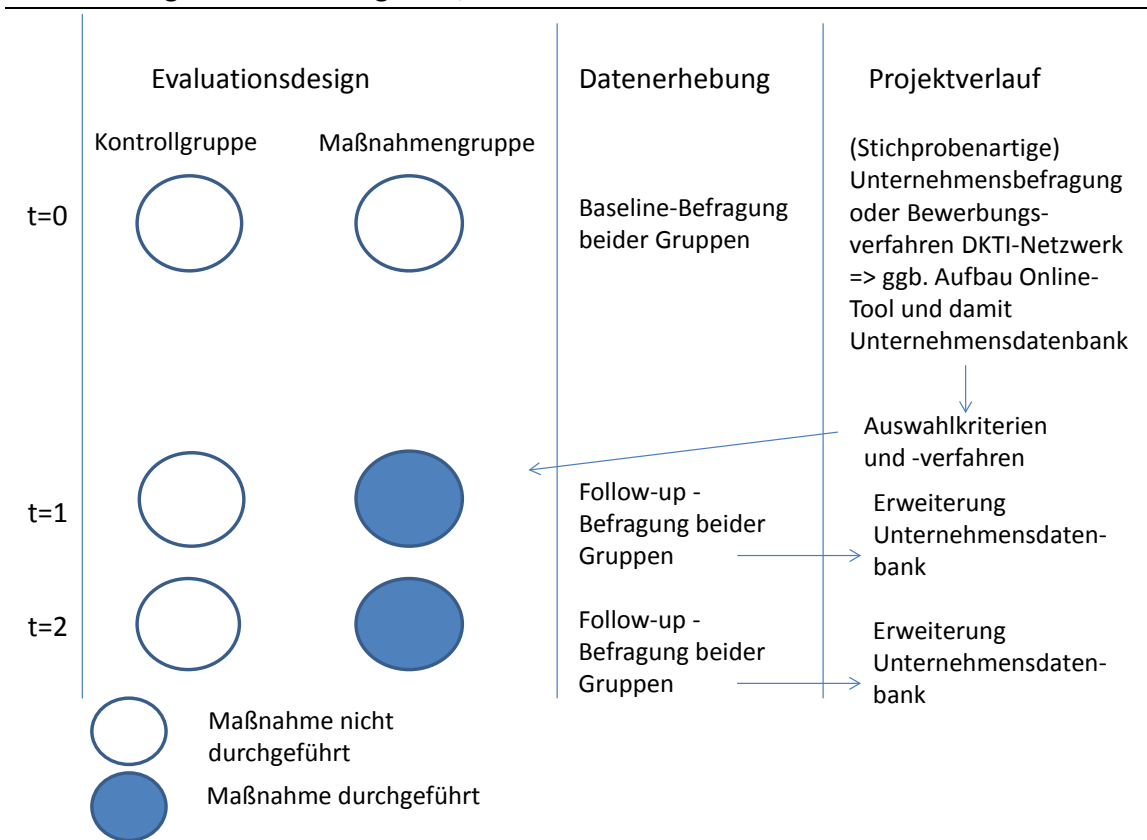 Evaluationsdesign
Datenerhebung
Projektverlauf
Kontrollgruppe
Maßnahmengruppe
t=0
Baseline-Befragung
beider Gruppen
(Stichprobenartige)
Unternehmensbefragung
oder Bewerbungs-
verfahren DKTI-Netzwerk
=> ggb. Aufbau Online-
Tool und damit
Unternehmensdatenbank
Auswahlkriterien
und -verfahren
t=1
Follow-up -
Befragung beider
Gruppen
Erweiterung
Unternehmensdaten-
bank
t=2
Follow-up -
Befragung beider
Gruppen
Erweiterung
Unternehmensdaten-
bank
Maßnahme nicht
durchgeführt
Maßnahme durchgeführt